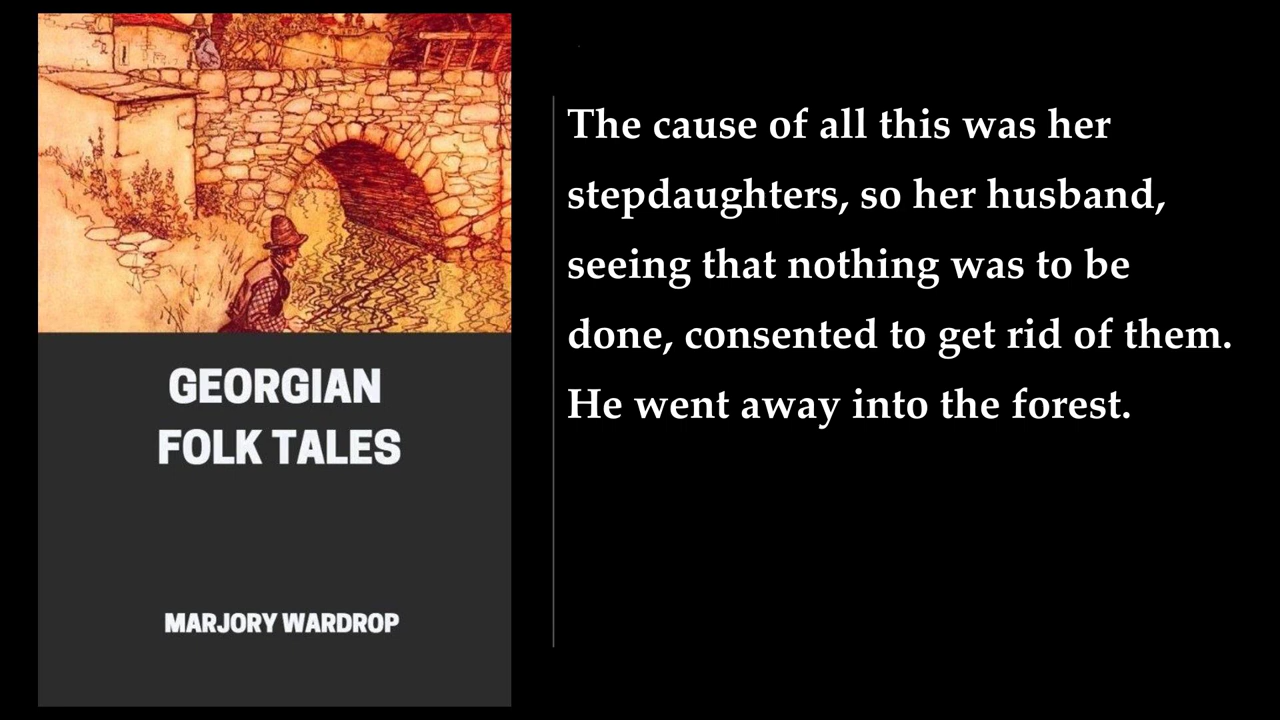 GEORGIAN
FOLK TALES
MARJORY WARDROP
The cause of all this was her
stepdaughters, so her husband,
seeing that nothing was to be
done, consented to get rid of them.
He went away into the forest.